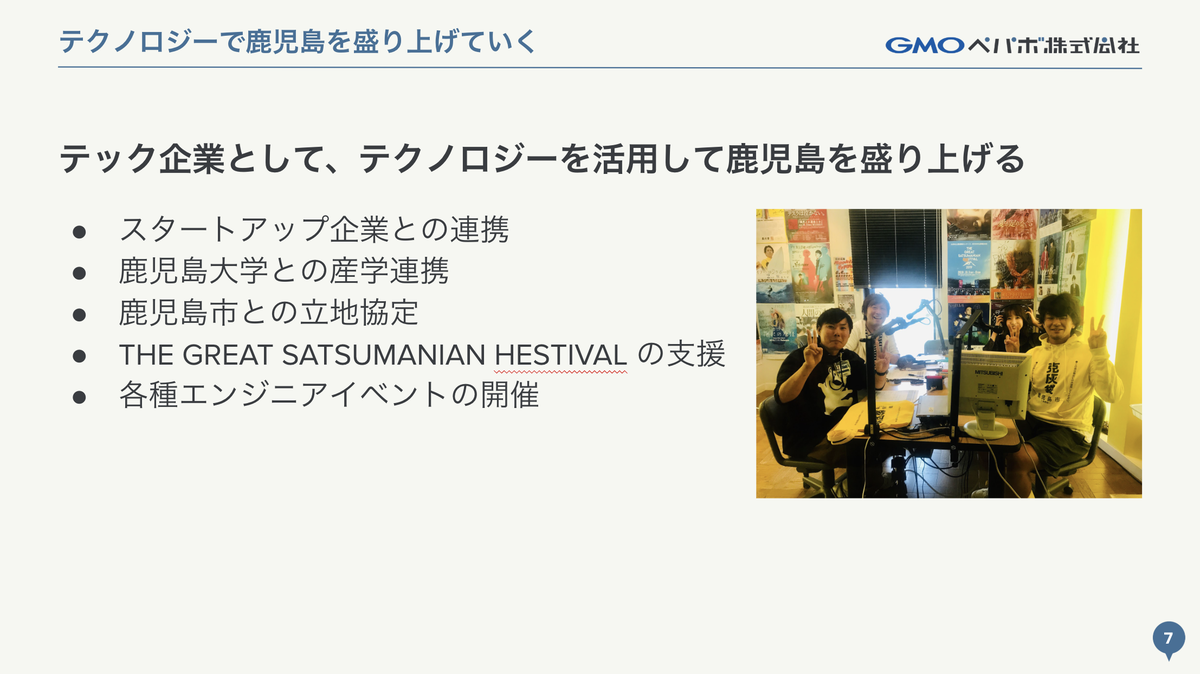 テクノロジーで鹿児島を盛り上げていく
GMOペパボ株式会社
テック企業として、テクノロジーを活用して鹿児島を盛り上げる
● スタートアップ企業との連携
● 鹿児島大学との産学連携
● 鹿児島市との立地協定
● THE GREAT SATSUMANIAN HESTIVAL の支援
● 各種エンジニアイベントの開催
MITSUBISHI
7